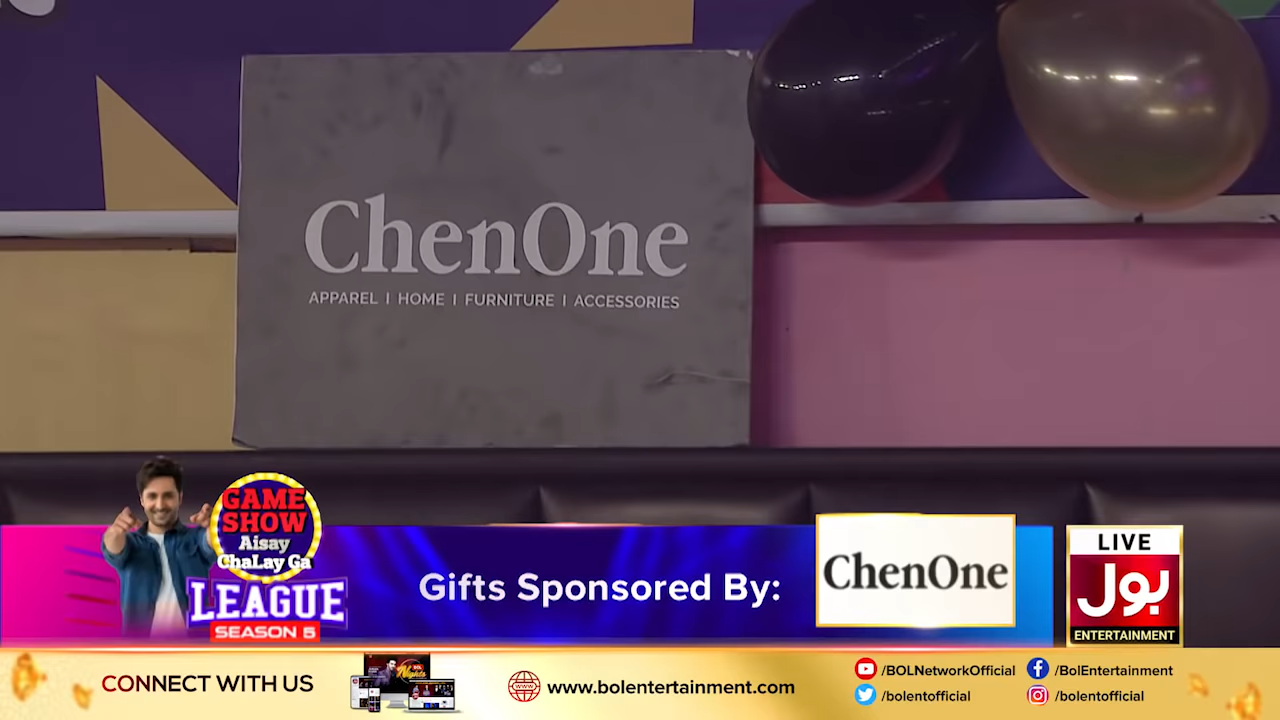 ChenOne
APPAREL I HOME I FURNITURE I ACCESSORIES
GAME
SHOW
Aisay
ChaLay Ga
LEAGUE
SEASON 5
Gifts Sponsored By:
ChenOne
LIVE
بول
ENTERTAINMENT
CONNECT WITH US
www.bolentertainment.com
/BOLNetworkOfficial
/BolEntertainment
/bolentofficial
/bolentofficial